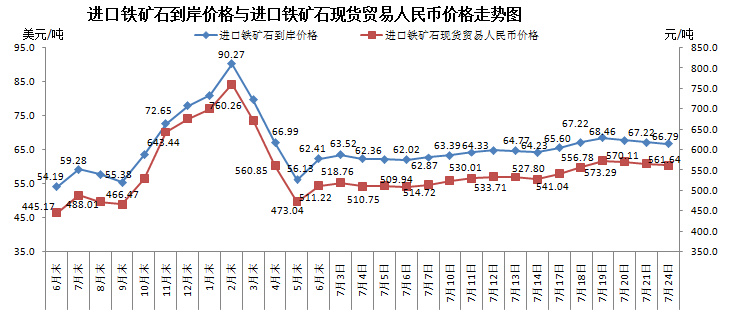 进口铁矿石到岸价格与进口铁矿石现货贸易人民币价格走势图
美元/吨
元/吨
进口铁矿石到岸价格
进口铁矿石现货贸易人民币价格
95.0
85.0
75.0
65.0
55.0
45.0
35.0
850.0
800.0
750.0
700.0
650.0
600.0
550.0
500.0
450.0
400.0
350.0
54.19
59.28
55.38
72.65
90.27
66.99
56.13
62.41
63.52
62.36
62.02
62.87
63.39
64.33
64.77
64.23
65.60
67.22
68.46
67.22
66.79
445.17
488.01
466.47
643.44
760.26
560.85
473.04
511.22
518.76
510.75
509.94
514.72
530.01
533.71
527.80
541.04
556.78
573.29
570.11
561.64
6月末
7月末
8月末
9月末
10月末
11月末
12月末
1月末
2月末
3月末
4月末
5月末
6月末
7月3日
7月4日
7月5日
7月6日
7月7日
7月10日
7月11日
7月12日
7月13日
7月14日
7月17日
7月18日
7月19日
7月20日
7月21日
7月24日